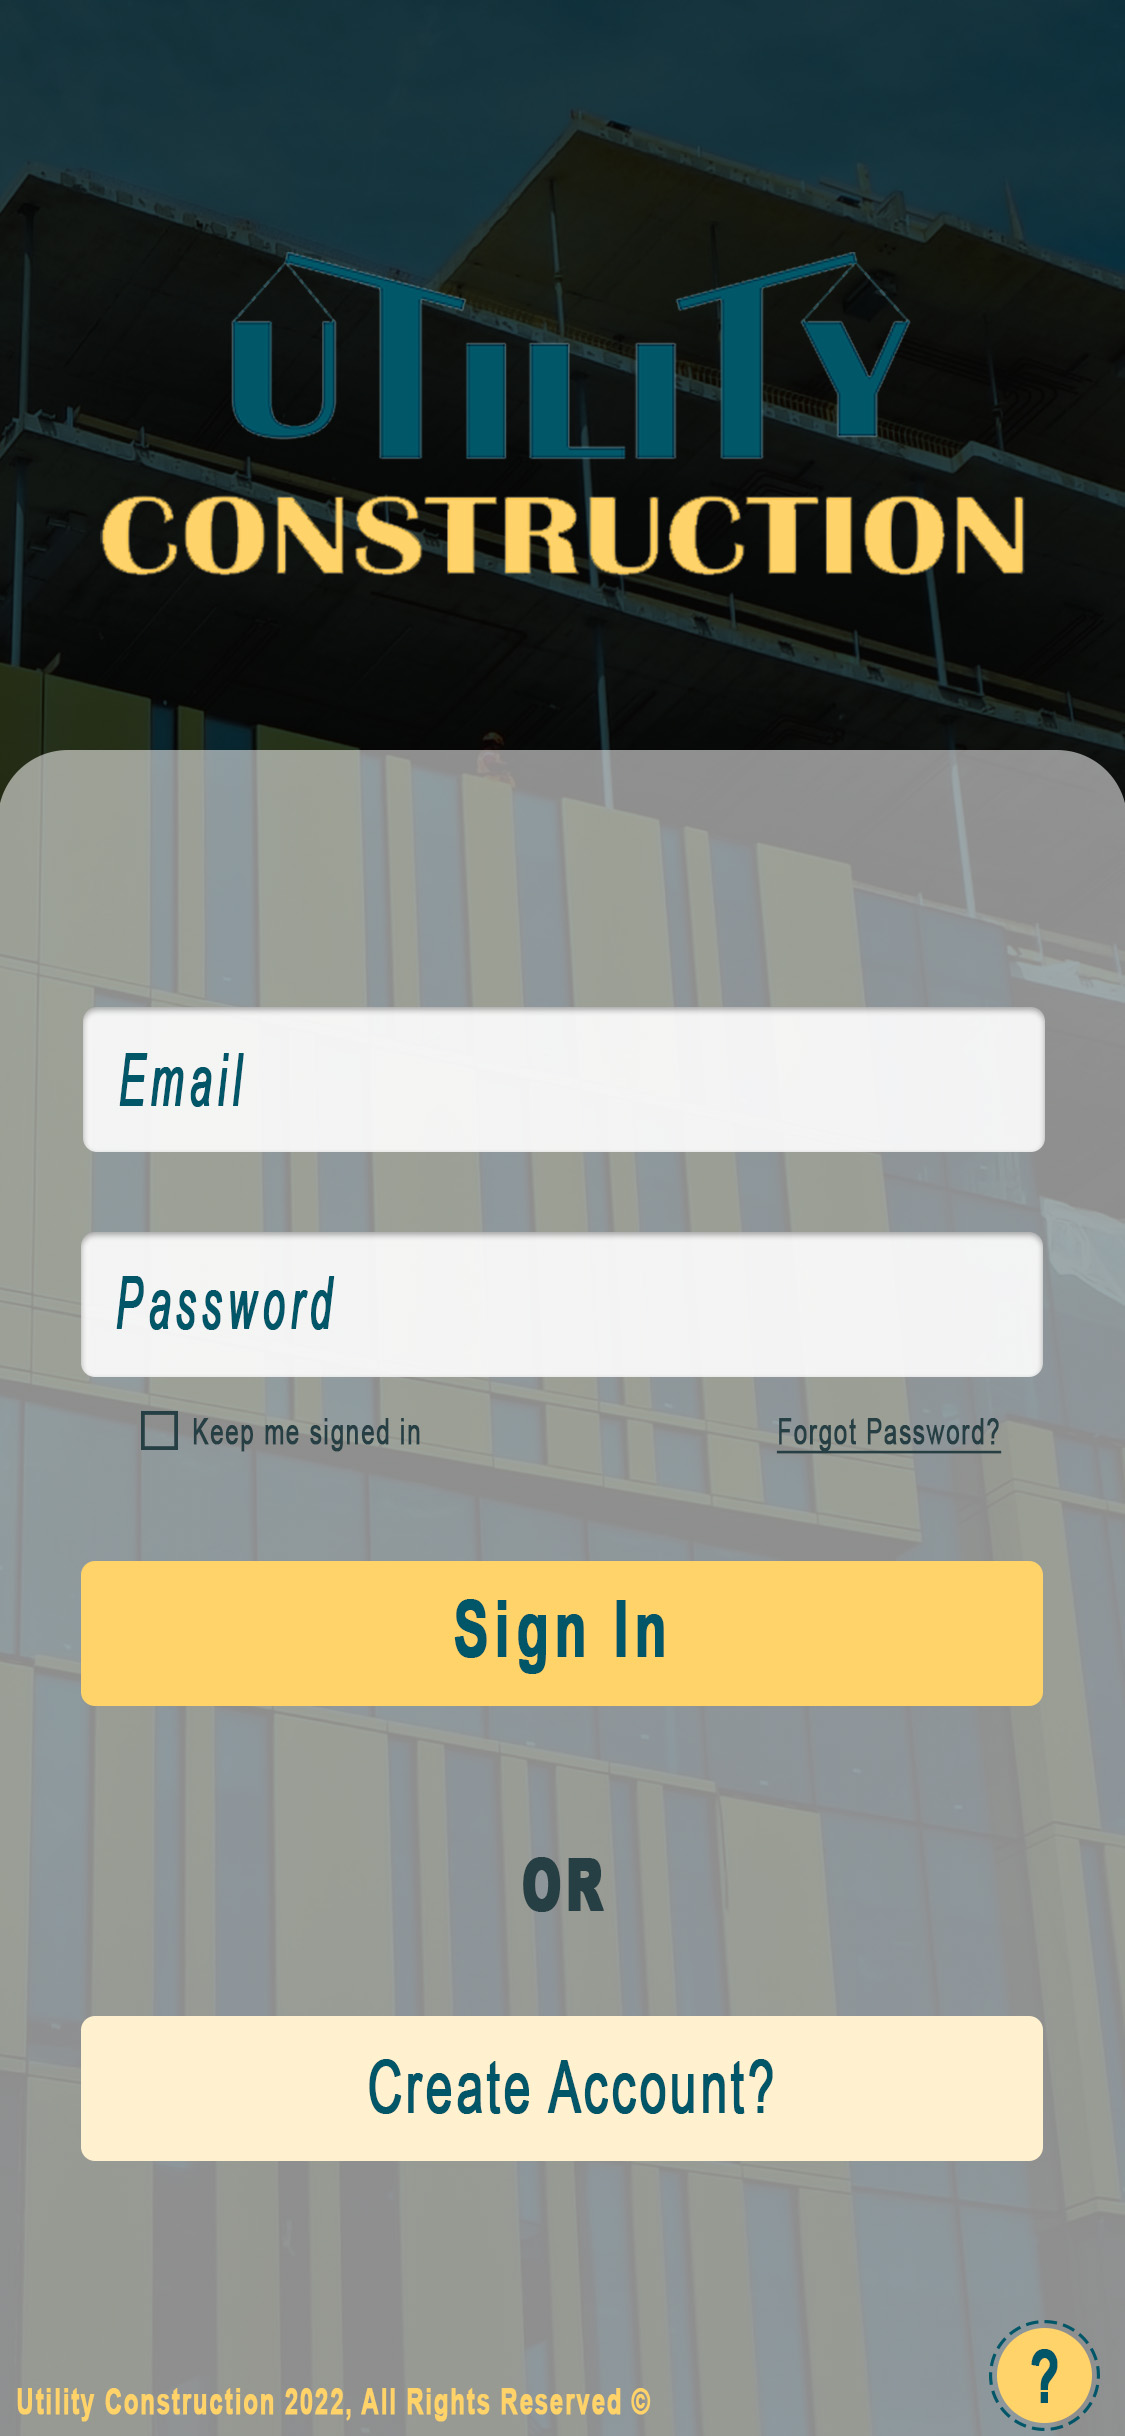 UTILITY
CONSTRUCTION
Email
Password
Keep me signed in
Forgot Password?
Sign In
OR
Create Account?
?
Utility Construction 2022, All Rights Reserved ©